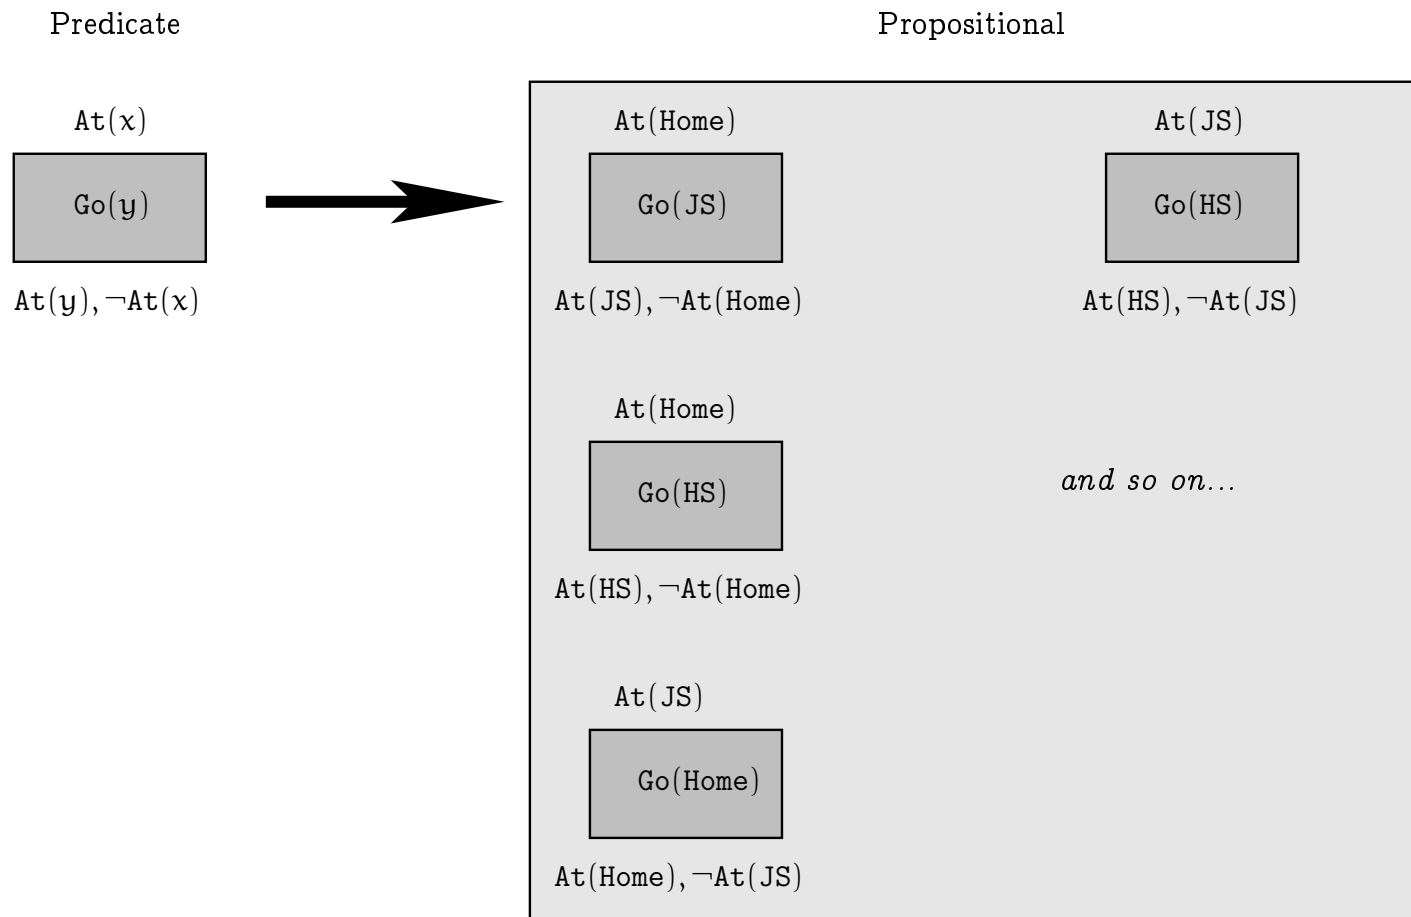 Predicate
Propositional
At(x)
Go(y)
At(y), ¬At(x)
At(Home)
Go(JS)
At(JS), ¬At(Home)
At(JS)
Go(HS)
At(HS), ¬At(JS)
At(Home)
Go(HS)
At(HS), ¬At(Home)
and so on...
At(JS)
Go(Home)
At(Home), ¬At(JS)